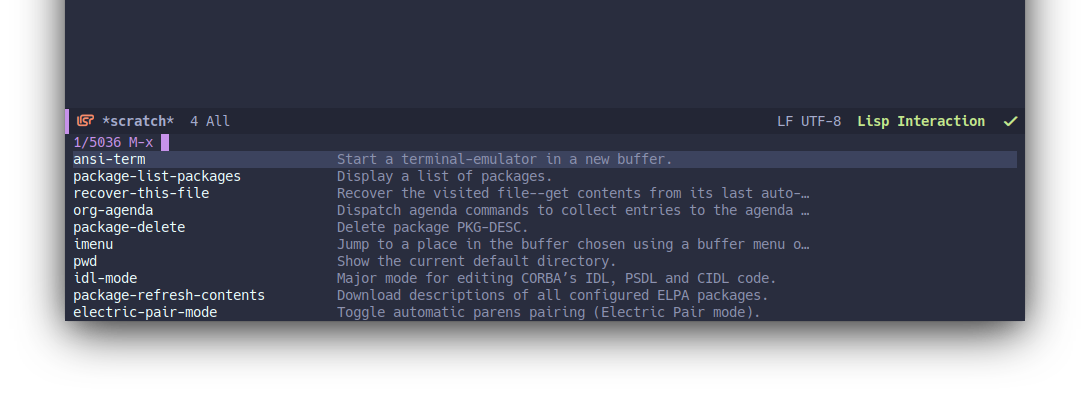 *scratch* 4 All LF UTF-8 Lisp Interaction
1/5036 M-x
ansi-term Start a terminal-emulator in a new buffer.
package-list-packages Display a list of packages.
recover-this-file Recover the visited file--get contents from its last auto-…
org-agenda Dispatch agenda commands to collect entries to the agenda …
package-delete Delete package PKG-DESC.
imenu Jump to a place in the buffer chosen using a buffer menu o…
pwd Show the current default directory.
idl-mode Major mode for editing CORBA’s IDL, PSDL and CIDL code.
package-refresh-contents Download descriptions of all configured ELPA packages.
electric-pair-mode Toggle automatic parens pairing (Electric Pair mode).